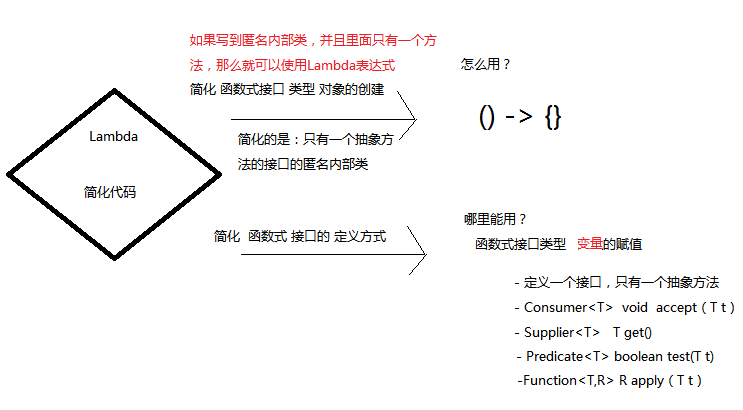 如果写到匿名内部类，并且里面只有一个方
法，那么就可以使用Lambda表达式
简化 函数式接口 类型 对象的创建
简化的是：只有一个抽象方
法的接口的匿名内部类
怎么用？
() -> {}
Lambda
简化代码
简化 函数式 接口的 定义方式
哪里能用？
函数式接口类型 变量的赋值
- 定义一个接口，只有一个抽象方法
- Consumer<T> void accept（T t）
- Supplier<T> T get()
- Predicate<T> boolean test(T t)
-Function<T,R> R apply（T t）